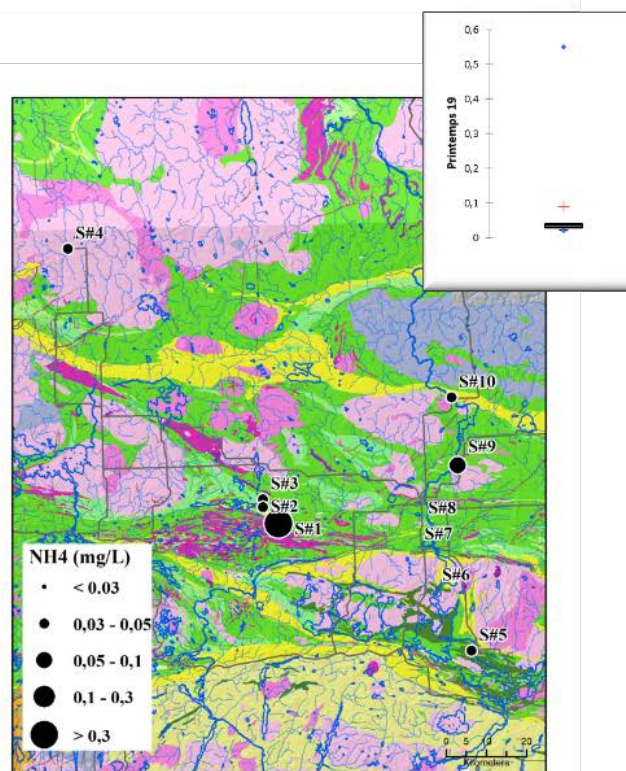 0,6
0,5
0,4
0,3
0,2
0,1
0
Printemps 19
S#4
S#10
S#9
S#3
S#2
S#1
S#8
S#7
S#6
S#5
NH4 (mg/L)
< 0.03
0,03 - 0,05
0,05 - 0,1
0,1 - 0,3
> 0,3
0 5 10 20
Kilometers